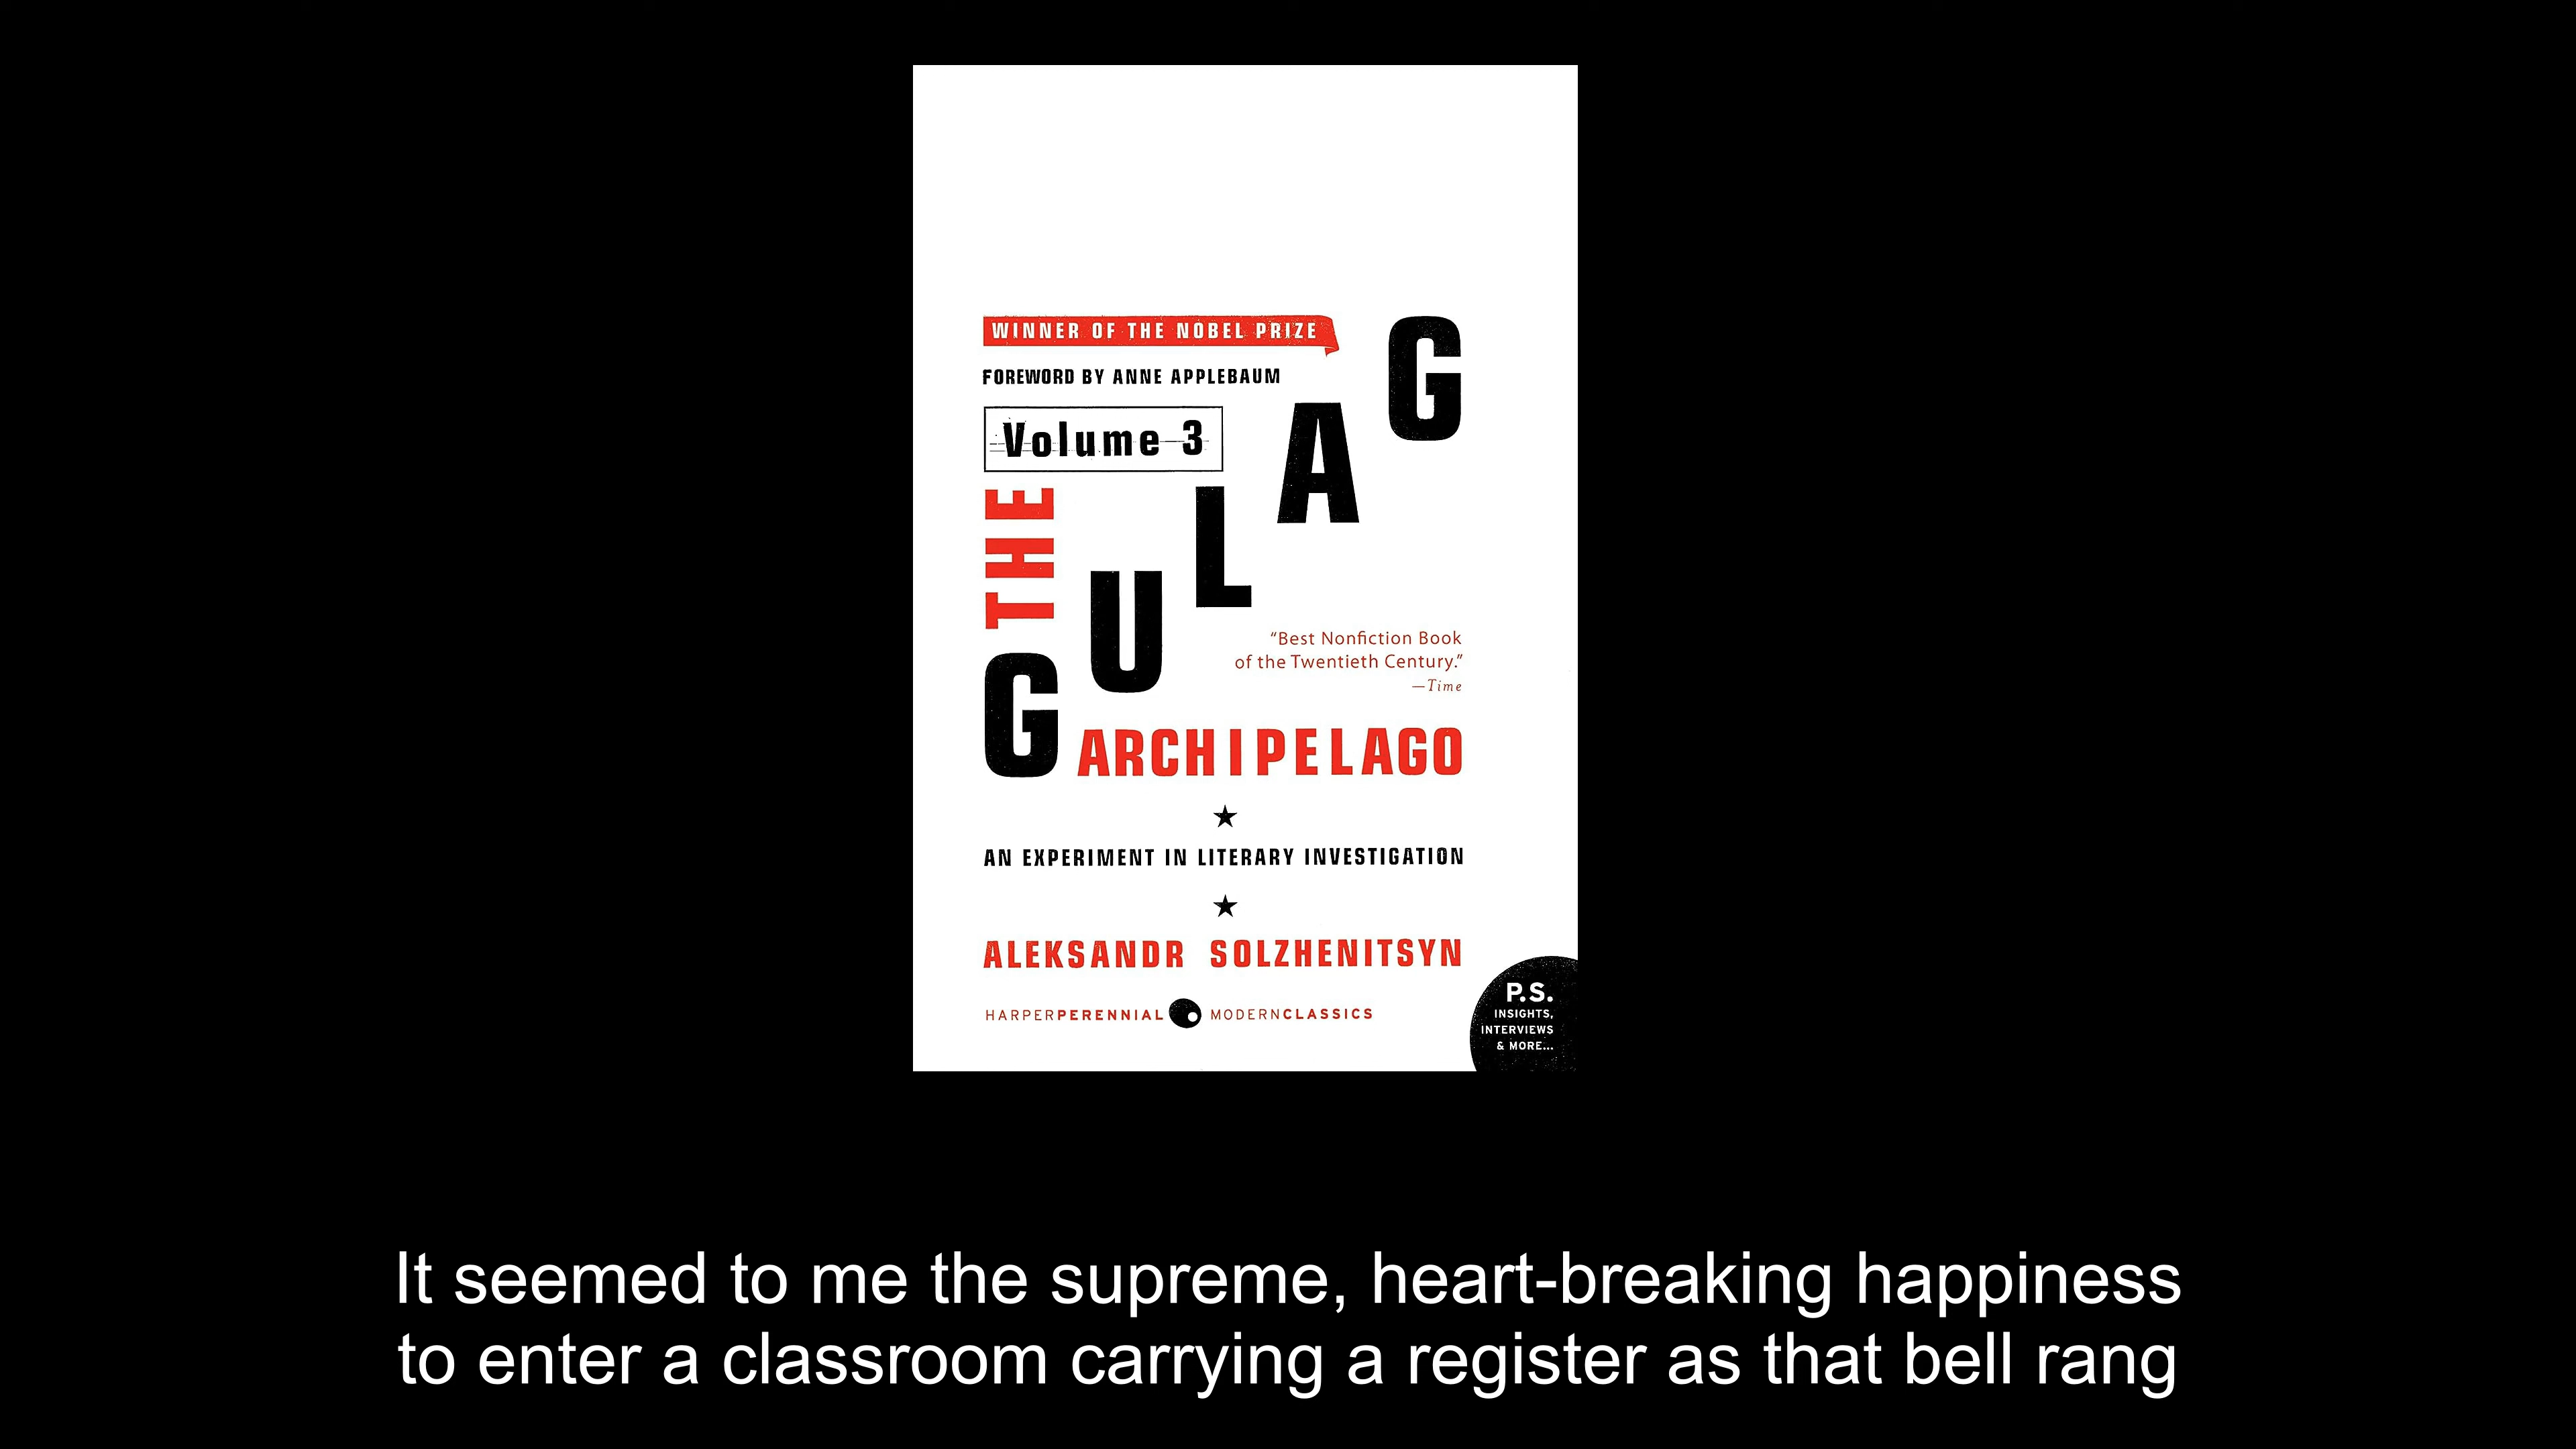 WINNER OF THE NOBEL PRIZE
FOREWORD BY ANNE APPLEBAUM
Volume 3
THE
GULAG
ARCHIPELAGO
“Best Nonfiction Book
of the Twentieth Century.”
—Time
AN EXPERIMENT IN LITERARY INVESTIGATION
ALEKSANDR SOLZHENITSYN
HARPERPERENNIAL MODERNCLASSICS
P.S.
INSIGHTS,
INTERVIEWS
& MORE...
It seemed to me the supreme, heart-breaking happiness
to enter a classroom carrying a register as that bell rang